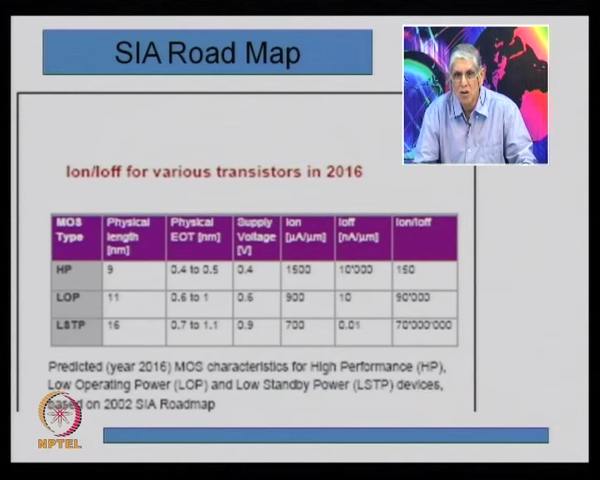 SIA Road Map
Ion/Ioff for various transistors in 2016
MOS Type Physical length [nm] Physical EOT [nm] Supply Voltage [V] Ion [μA/μm] Ioff [nA/μm] Ion/Ioff
HP 9 0.4 to 0.5 0.4 1500 10'000 150
LOP 11 0.6 to 1 0.6 900 10 90'000
LSTP 16 0.7 to 1.1 0.9 700 0.01 70'000'000
Predicted (year 2016) MOS characteristics for High Performance (HP),
Low Operating Power (LOP) and Low Standby Power (LSTP) devices,
based on 2002 SIA Roadmap
NPTEL